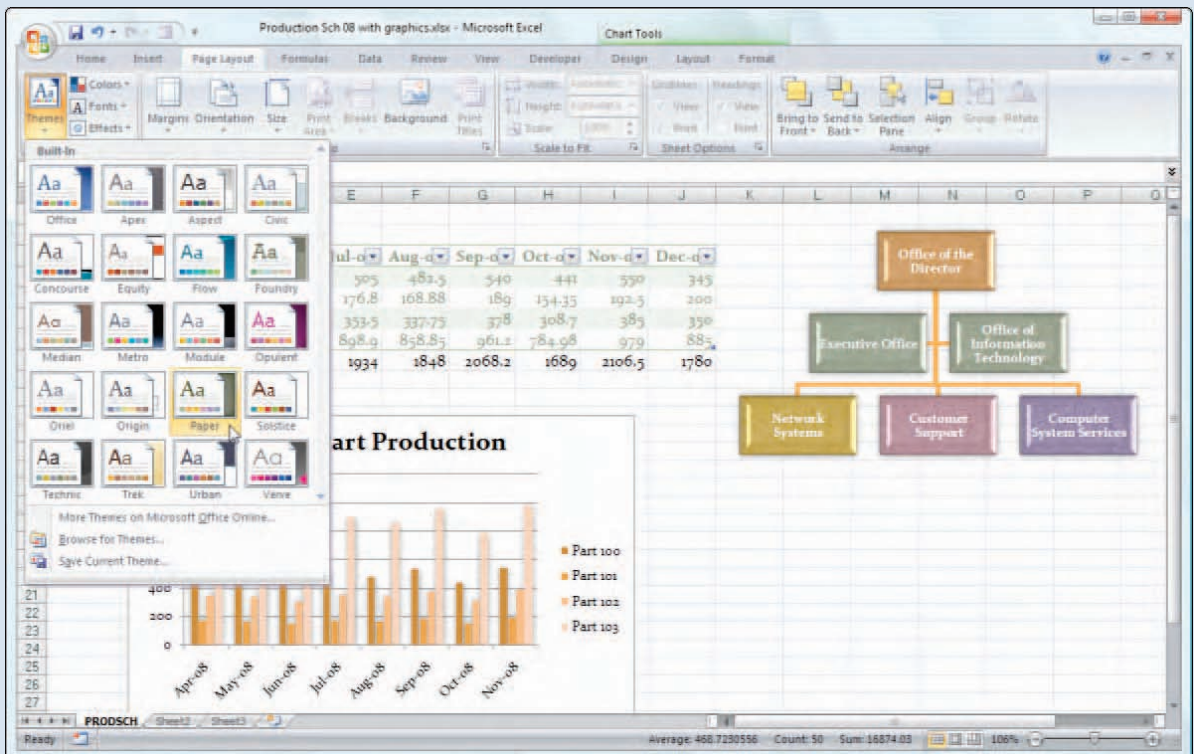 Production Sch 08 with graphics.xlsx - Microsoft Excel
Chart Tools
Home Insert Page Layout Formulas Data Review View Developer Design Layout Format
Themes
Colors
Fonts
Effects
Margins Orientation Size Print Area Breaks Background Print Titles
Width:
Height:
Scale:
Scale to Fit
Gridlines Headings
View View
Print Print
Sheet Options
Bring to Front Send to Back Selection Pane Align Group Rotate
Arrange
Built-In
Office Apex Aspect Civic
Concourse Equity Flow Foundry
Median Metro Module Opulent
Oriel Origin Paper Solstice
Technic Trek Urban Verve
More Themes on Microsoft Office Online...
Browse for Themes...
Save Current Theme...
E F G H I J K L M N O P Q
Jul-0 Aug-0 Sep-0 Oct-0 Nov-0 Dec-0
505 482.5 540 441 550 345
176.8 168.88 189 154.35 192.5 200
353.5 337.75 378 308.7 385 350
898.9 858.85 961.2 784.98 979 885
1934 1848 2068.2 1689 2106.5 1780
Office of the Director
Executive Office
Office of Information Technology
Network Systems
Customer Support
Computer System Services
art Production
Part 100
Part 101
Part 102
Part 103
400
200
0
Apr-08 May-08 Jun-08 Jul-08 Aug-08 Sep-08 Oct-08 Nov-08
21
22
23
24
25
26
27
PRODSCH Sheet2 Sheet3
Ready
Average: 468.7230556 Count: 50 Sum: 16874.03 106%